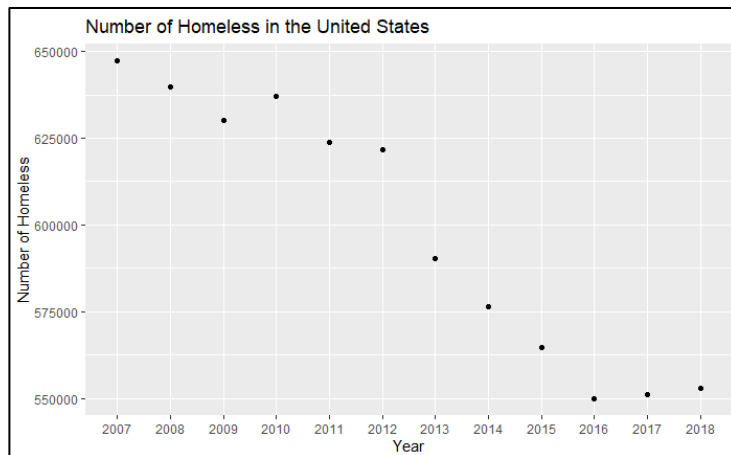 Number of Homeless in the United States
Number of Homeless
650000
625000
600000
575000
550000
2007 2008 2009 2010 2011 2012 2013 2014 2015 2016 2017 2018
Year